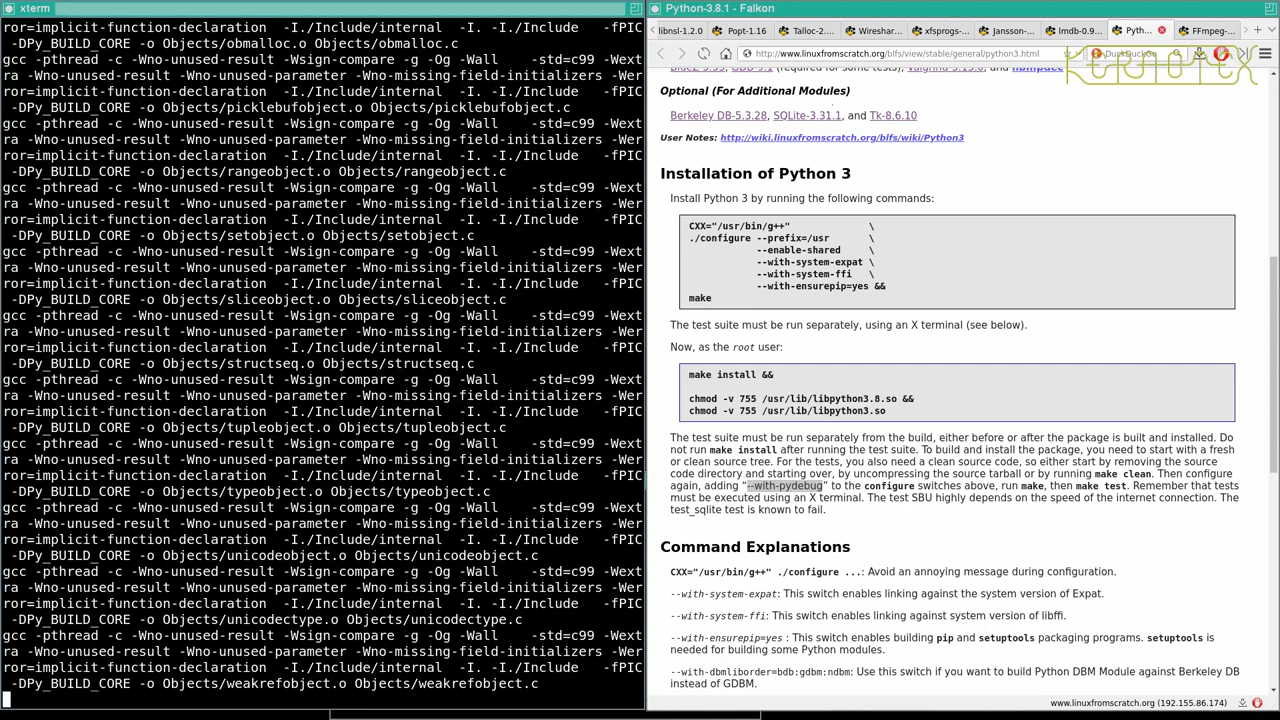 xterm
ror=implicit-function-declaration  -I./Include/internal  -I. -I./Include    -fPIC
 -DPy_BUILD_CORE -o Objects/obmalloc.o Objects/obmalloc.c
gcc -pthread -c -Wno-unused-result -Wsign-compare -g -Og -Wall    -std=c99 -Wext
ra -Wno-unused-result -Wno-unused-parameter -Wno-missing-field-initializers -Wer
ror=implicit-function-declaration  -I./Include/internal  -I. -I./Include    -fPIC
 -DPy_BUILD_CORE -o Objects/picklebufobject.o Objects/picklebufobject.c
gcc -pthread -c -Wno-unused-result -Wsign-compare -g -Og -Wall    -std=c99 -Wext
ra -Wno-unused-result -Wno-unused-parameter -Wno-missing-field-initializers -Wer
ror=implicit-function-declaration  -I./Include/internal  -I. -I./Include    -fPIC
 -DPy_BUILD_CORE -o Objects/rangeobject.o Objects/rangeobject.c
gcc -pthread -c -Wno-unused-result -Wsign-compare -g -Og -Wall    -std=c99 -Wext
ra -Wno-unused-result -Wno-unused-parameter -Wno-missing-field-initializers -Wer
ror=implicit-function-declaration  -I./Include/internal  -I. -I./Include    -fPIC
 -DPy_BUILD_CORE -o Objects/setobject.o Objects/setobject.c
gcc -pthread -c -Wno-unused-result -Wsign-compare -g -Og -Wall    -std=c99 -Wext
ra -Wno-unused-result -Wno-unused-parameter -Wno-missing-field-initializers -Wer
ror=implicit-function-declaration  -I./Include/internal  -I. -I./Include    -fPIC
 -DPy_BUILD_CORE -o Objects/sliceobject.o Objects/sliceobject.c
gcc -pthread -c -Wno-unused-result -Wsign-compare -g -Og -Wall    -std=c99 -Wext
ra -Wno-unused-result -Wno-unused-parameter -Wno-missing-field-initializers -Wer
ror=implicit-function-declaration  -I./Include/internal  -I. -I./Include    -fPIC
 -DPy_BUILD_CORE -o Objects/structseq.o Objects/structseq.c
gcc -pthread -c -Wno-unused-result -Wsign-compare -g -Og -Wall    -std=c99 -Wext
ra -Wno-unused-result -Wno-unused-parameter -Wno-missing-field-initializers -Wer
ror=implicit-function-declaration  -I./Include/internal  -I. -I./Include    -fPIC
 -DPy_BUILD_CORE -o Objects/tupleobject.o Objects/tupleobject.c
gcc -pthread -c -Wno-unused-result -Wsign-compare -g -Og -Wall    -std=c99 -Wext
ra -Wno-unused-result -Wno-unused-parameter -Wno-missing-field-initializers -Wer
ror=implicit-function-declaration  -I./Include/internal  -I. -I./Include    -fPIC
 -DPy_BUILD_CORE -o Objects/typeobject.o Objects/typeobject.c
gcc -pthread -c -Wno-unused-result -Wsign-compare -g -Og -Wall    -std=c99 -Wext
ra -Wno-unused-result -Wno-unused-parameter -Wno-missing-field-initializers -Wer
ror=implicit-function-declaration  -I./Include/internal  -I. -I./Include    -fPIC
 -DPy_BUILD_CORE -o Objects/unicodeobject.o Objects/unicodeobject.c
gcc -pthread -c -Wno-unused-result -Wsign-compare -g -Og -Wall    -std=c99 -Wext
ra -Wno-unused-result -Wno-unused-parameter -Wno-missing-field-initializers -Wer
ror=implicit-function-declaration  -I./Include/internal  -I. -I./Include    -fPIC
 -DPy_BUILD_CORE -o Objects/unicodectype.o Objects/unicodectype.c
gcc -pthread -c -Wno-unused-result -Wsign-compare -g -Og -Wall    -std=c99 -Wext
ra -Wno-unused-result -Wno-unused-parameter -Wno-missing-field-initializers -Wer
ror=implicit-function-declaration  -I./Include/internal  -I. -I./Include    -fPIC
 -DPy_BUILD_CORE -o Objects/weakrefobject.o Objects/weakrefobject.c
Python-3.8.1 - Falkon
libnsl-1.2.0 Popt-1.16 Talloc-2... Wireshar... xfsprogs-... Jansson-... lmdb-0.9... Pyth... FFmpeg-...
http://www.linuxfromscratch.org/blfs/view/stable/general/python3.html DuckDuckGo
KERNOTEX
(required for some tests), Valgrind-3.15.0, and libmpdec
Optional (For Additional Modules)
Berkeley DB-5.3.28, SQLite-3.31.1, and Tk-8.6.10
User Notes: http://wiki.linuxfromscratch.org/blfs/wiki/Python3
Installation of Python 3
Install Python 3 by running the following commands:
CXX="/usr/bin/g++"              \
./configure --prefix=/usr       \
            --enable-shared     \
            --with-system-expat \
            --with-system-ffi   \
            --with-ensurepip=yes &&
make
The test suite must be run separately, using an X terminal (see below).
Now, as the root user:
make install &&
chmod -v 755 /usr/lib/libpython3.8.so &&
chmod -v 755 /usr/lib/libpython3.so
The test suite must be run separately from the build, either before or after the package is built and installed. Do
not run make install after running the test suite. To build and install the package, you need to start with a fresh
or clean source tree. For the tests, you also need a clean source code, so either start by removing the source
code directory and starting over, by uncompressing the source tarball or by running make clean. Then configure
again, adding “--with-pydebug” to the configure switches above, run make, then make test. Remember that tests
must be executed using an X terminal. The test SBU highly depends on the speed of the internet connection. The
test_sqlite test is known to fail.
Command Explanations
CXX="/usr/bin/g++" ./configure ...: Avoid an annoying message during configuration.
--with-system-expat: This switch enables linking against the system version of Expat.
--with-system-ffi: This switch enables linking against system version of libffi.
--with-ensurepip=yes : This switch enables building pip and setuptools packaging programs. setuptools is
needed for building some Python modules.
--with-dbmliborder=bdb:gdbm:ndbm: Use this switch if you want to build Python DBM Module against Berkeley DB
instead of GDBM.
www.linuxfromscratch.org (192.155.86.174)